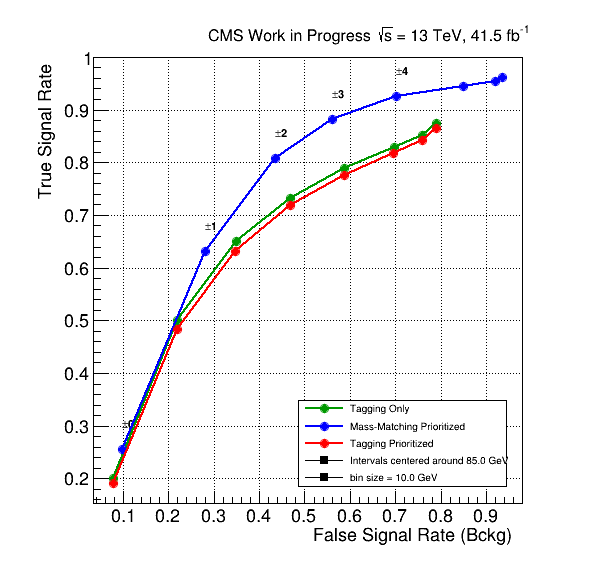 CMS Work in Progress √s = 13 TeV, 41.5 fb⁻¹
True Signal Rate
1
0.9
0.8
0.7
0.6
0.5
0.4
0.3
0.2
±0
±1
±2
±3
±4
Tagging Only
Mass-Matching Prioritized
Tagging Prioritized
Intervals centered around 85.0 GeV
bin size = 10.0 GeV
0.1 0.2 0.3 0.4 0.5 0.6 0.7 0.8 0.9
False Signal Rate (Bckg)